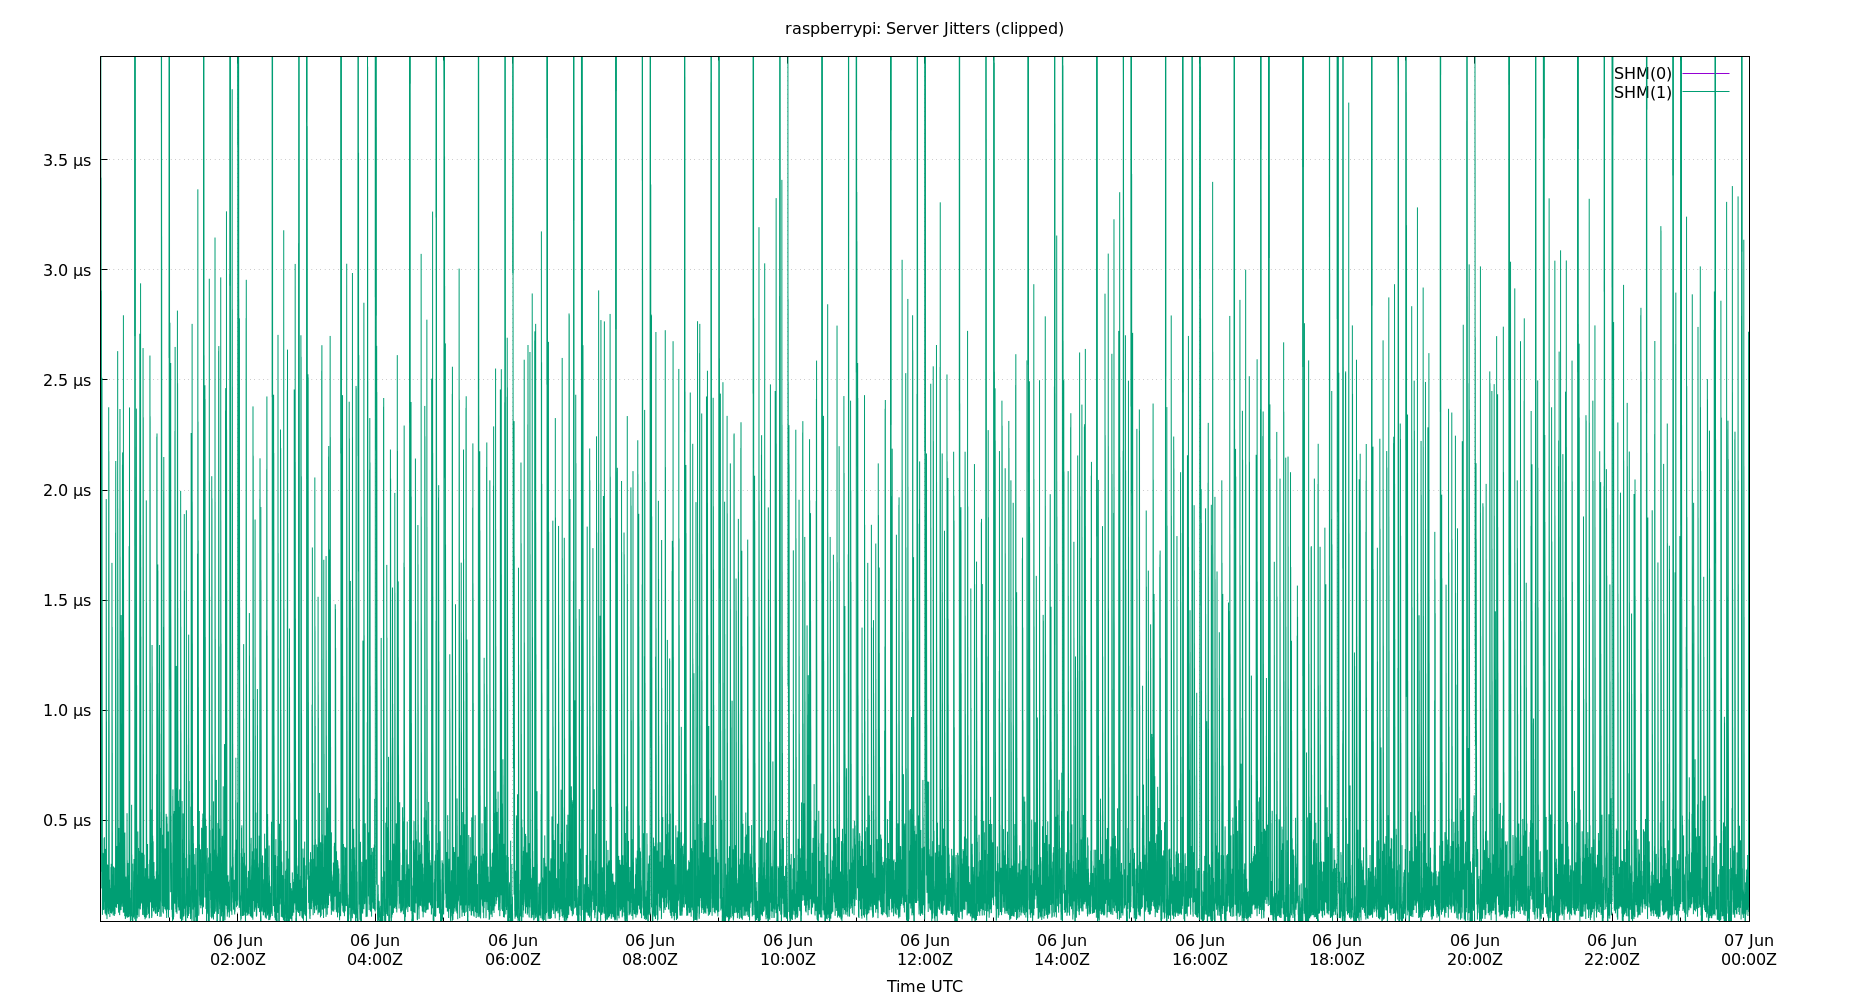 raspberrypi: Server Jitters (clipped)
SHM(0)
SHM(1)
3.5 µs
3.0 µs
2.5 µs
2.0 µs
1.5 µs
1.0 µs
0.5 µs
06 Jun 06 Jun 06 Jun 06 Jun 06 Jun 06 Jun 06 Jun 06 Jun 06 Jun 06 Jun 06 Jun 07 Jun
02:00Z 04:00Z 06:00Z 08:00Z 10:00Z 12:00Z 14:00Z 16:00Z 18:00Z 20:00Z 22:00Z 00:00Z
Time UTC